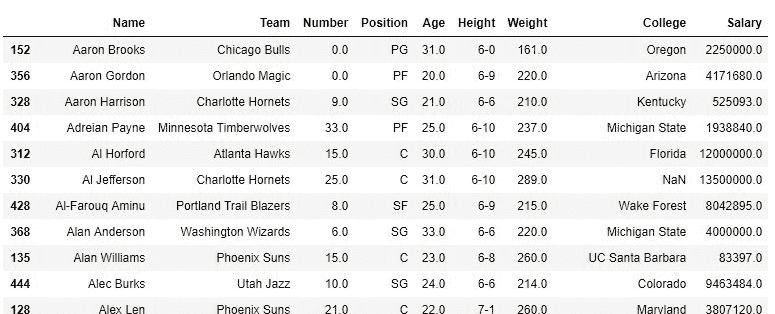 Name Team Number Position Age Height Weight College Salary
152 Aaron Brooks Chicago Bulls 0.0 PG 31.0 6-0 161.0 Oregon 2250000.0
356 Aaron Gordon Orlando Magic 0.0 PF 20.0 6-9 220.0 Arizona 4171680.0
328 Aaron Harrison Charlotte Hornets 9.0 SG 21.0 6-6 210.0 Kentucky 525093.0
404 Adreian Payne Minnesota Timberwolves 33.0 PF 25.0 6-10 237.0 Michigan State 1938840.0
312 Al Horford Atlanta Hawks 15.0 C 30.0 6-10 245.0 Florida 12000000.0
330 Al Jefferson Charlotte Hornets 25.0 C 31.0 6-10 289.0 NaN 13500000.0
428 Al-Farouq Aminu Portland Trail Blazers 8.0 SF 25.0 6-9 215.0 Wake Forest 8042895.0
368 Alan Anderson Washington Wizards 6.0 SG 33.0 6-6 220.0 Michigan State 4000000.0
135 Alan Williams Phoenix Suns 15.0 C 23.0 6-8 260.0 UC Santa Barbara 83397.0
444 Alec Burks Utah Jazz 10.0 SG 24.0 6-6 214.0 Colorado 9463484.0
128 Alex Len Phoenix Suns 21.0 C 22.0 7-1 260.0 Maryland 3807120.0